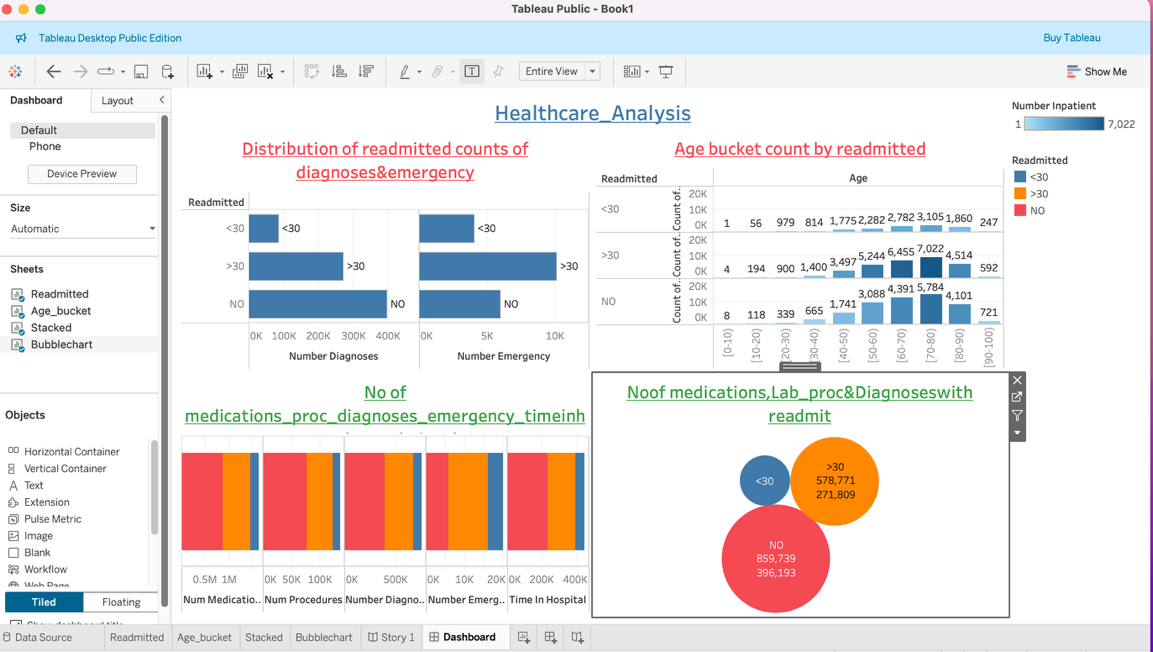 Tableau Public - Book1
Tableau Desktop Public Edition
Buy Tableau
Entire View
Show Me
Dashboard
Layout
Default
Phone
Device Preview
Size
Automatic
Sheets
Readmitted
Age_bucket
Stacked
Bubblechart
Objects
Horizontal Container
Vertical Container
Text
Extension
Pulse Metric
Image
Blank
Workflow
Web Page
Tiled
Floating
Show dashboard title
Healthcare_Analysis
Distribution of readmitted counts of
diagnoses&emergency
Readmitted
<30
<30
<30
>30
>30
>30
NO
NO
NO
0K 100K 200K 300K 400K
0K 5K 10K
Number Diagnoses
Number Emergency
Age bucket count by readmitted
Readmitted
Age
<30
Count of..
20K
10K
0K
1 56 979 814 1,775 2,282 2,782 3,105 1,860 247
>30
Count of..
20K
10K
0K
4 194 900 1,400 3,497 5,244 6,455 7,022 4,514 592
NO
Count of..
20K
10K
0K
8 118 339 665 1,741 3,088 4,391 5,784 4,101 721
[0-10) [10-20) [20-30) [30-40) [40-50) [50-60) [60-70) [70-80) [80-90) [90-100)
Number Inpatient
1 7,022
Readmitted
<30
>30
NO
No of
medications_proc_diagnoses_emergency_timeinh
0.5M 1M
0K 50K 100K
0K 500K
0K 10K 20K
0K 200K 400K
Num Medicatio..
Num Procedures
Number Diagno..
Number Emerg..
Time In Hospital
Noof medications,Lab_proc&Diagnoseswith
readmit
<30
>30
578,771
271,809
NO
859,739
396,193
Data Source
Readmitted
Age_bucket
Stacked
Bubblechart
Story 1
Dashboard